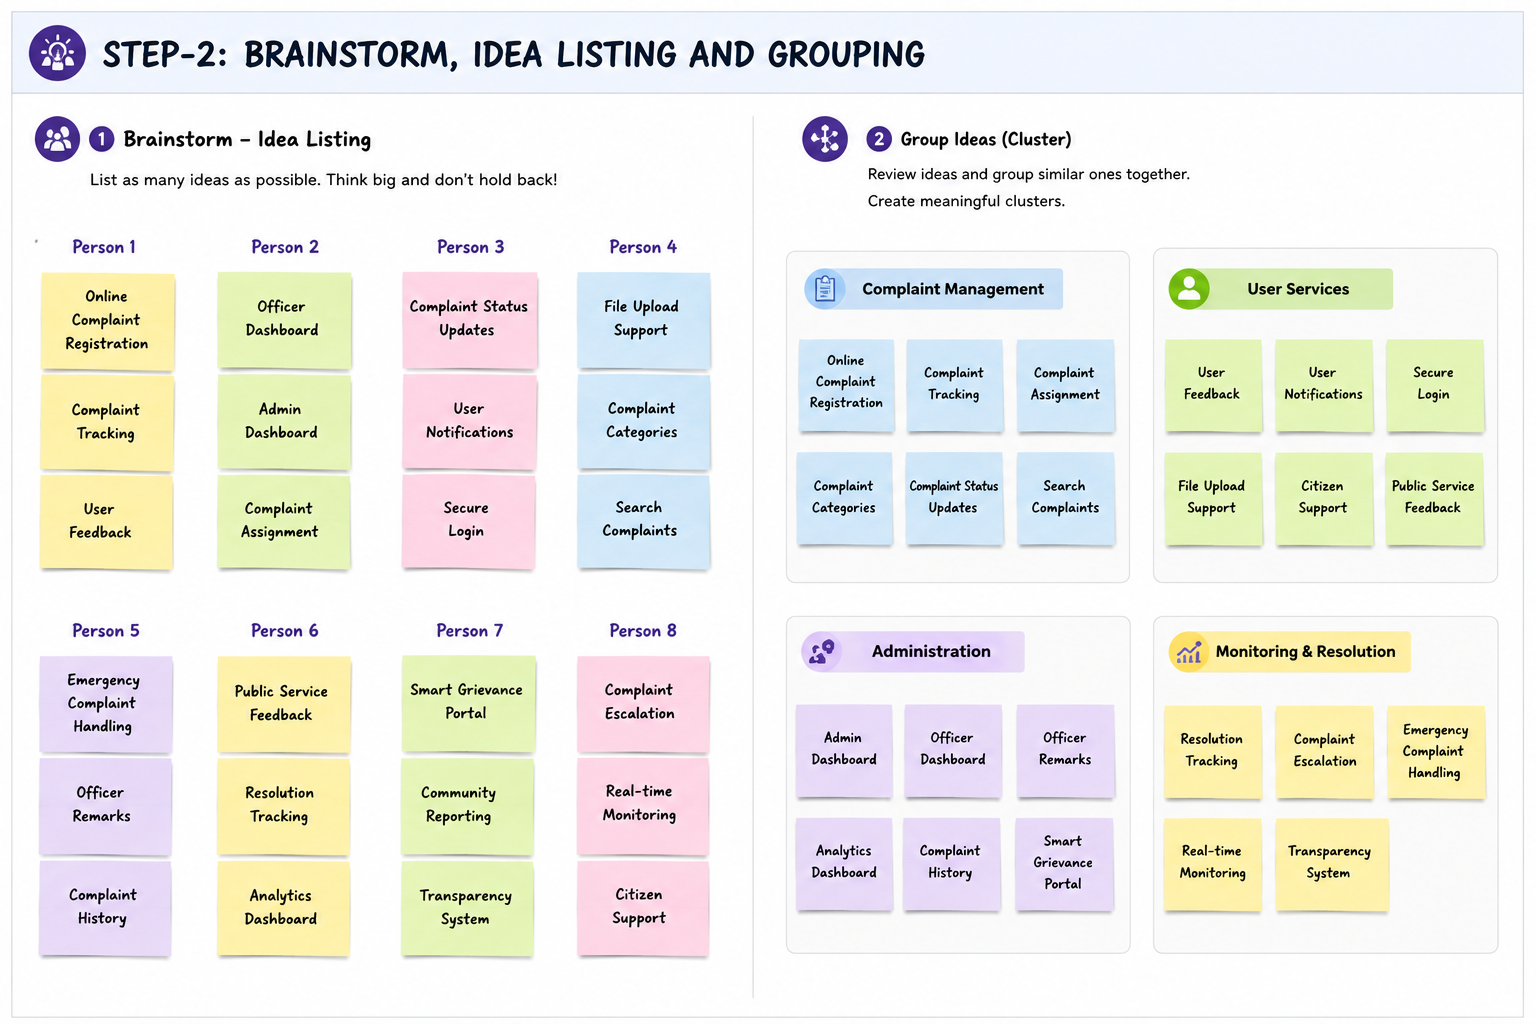 STEP-2: BRAINSTORM, IDEA LISTING AND GROUPING
1 Brainstorm – Idea Listing
List as many ideas as possible. Think big and don't hold back!
Person 1
Online
Complaint
Registration
Complaint
Tracking
User
Feedback
Person 2
Officer
Dashboard
Admin
Dashboard
Complaint
Assignment
Person 3
Complaint Status
Updates
User
Notifications
Secure
Login
Person 4
File Upload
Support
Complaint
Categories
Search
Complaints
Person 5
Emergency
Complaint
Handling
Officer
Remarks
Complaint
History
Person 6
Public Service
Feedback
Resolution
Tracking
Analytics
Dashboard
Person 7
Smart Grievance
Portal
Community
Reporting
Transparency
System
Person 8
Complaint
Escalation
Real-time
Monitoring
Citizen
Support
2 Group Ideas (Cluster)
Review ideas and group similar ones together.
Create meaningful clusters.
Complaint Management
Online
Complaint
Registration
Complaint
Tracking
Complaint
Assignment
Complaint
Categories
Complaint Status
Updates
Search
Complaints
User Services
User
Feedback
User
Notifications
Secure
Login
File Upload
Support
Citizen
Support
Public Service
Feedback
Administration
Admin
Dashboard
Officer
Dashboard
Officer
Remarks
Analytics
Dashboard
Complaint
History
Smart
Grievance
Portal
Monitoring & Resolution
Resolution
Tracking
Complaint
Escalation
Emergency
Complaint
Handling
Real-time
Monitoring
Transparency
System